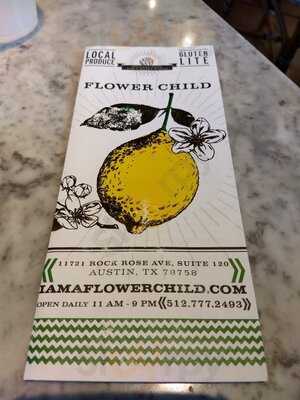 LOCAL
PRODUCE
GLUTEN
LITE
FLOWER CHILD
11721 ROCK ROSE AVE, SUITE 120
AUSTIN, TX 78758
IAMAFLOWERCHILD.COM
OPEN DAILY 11 AM - 9 PM 512.777.2493